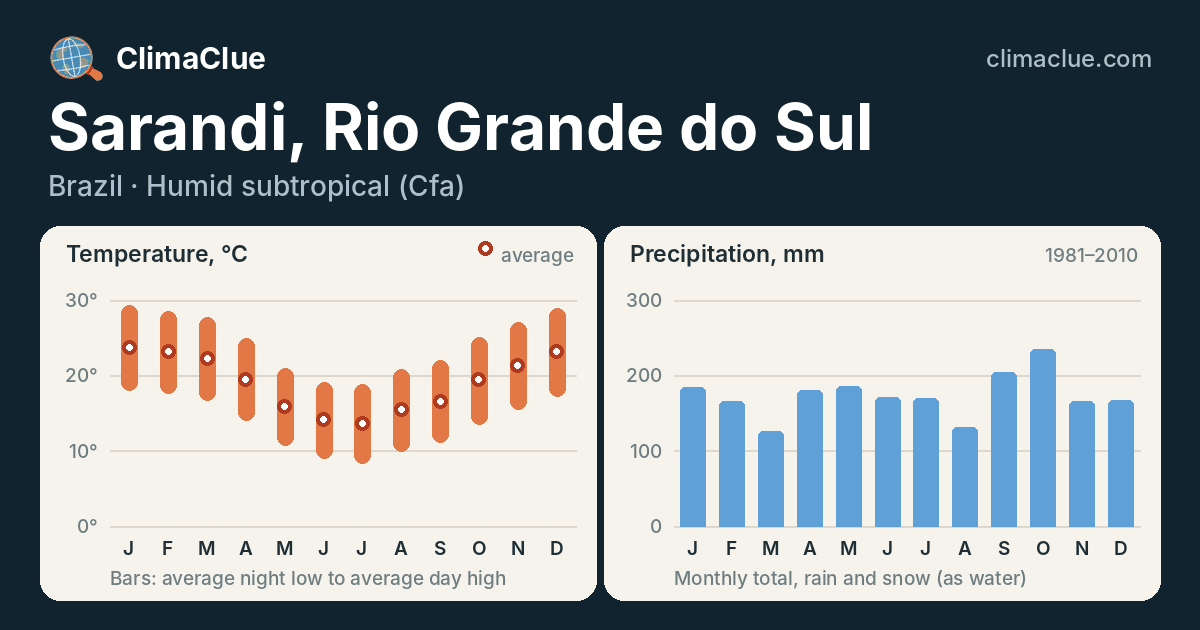 ClimaClue
climaclue.com
Sarandi, Rio Grande do Sul
Brazil · Humid subtropical (Cfa)
Temperature, °C
average
30°
20°
10°
0°
J F M A M J J A S O N D
Bars: average night low to average day high
Precipitation, mm
1981–2010
300
200
100
0
J F M A M J J A S O N D
Monthly total, rain and snow (as water)